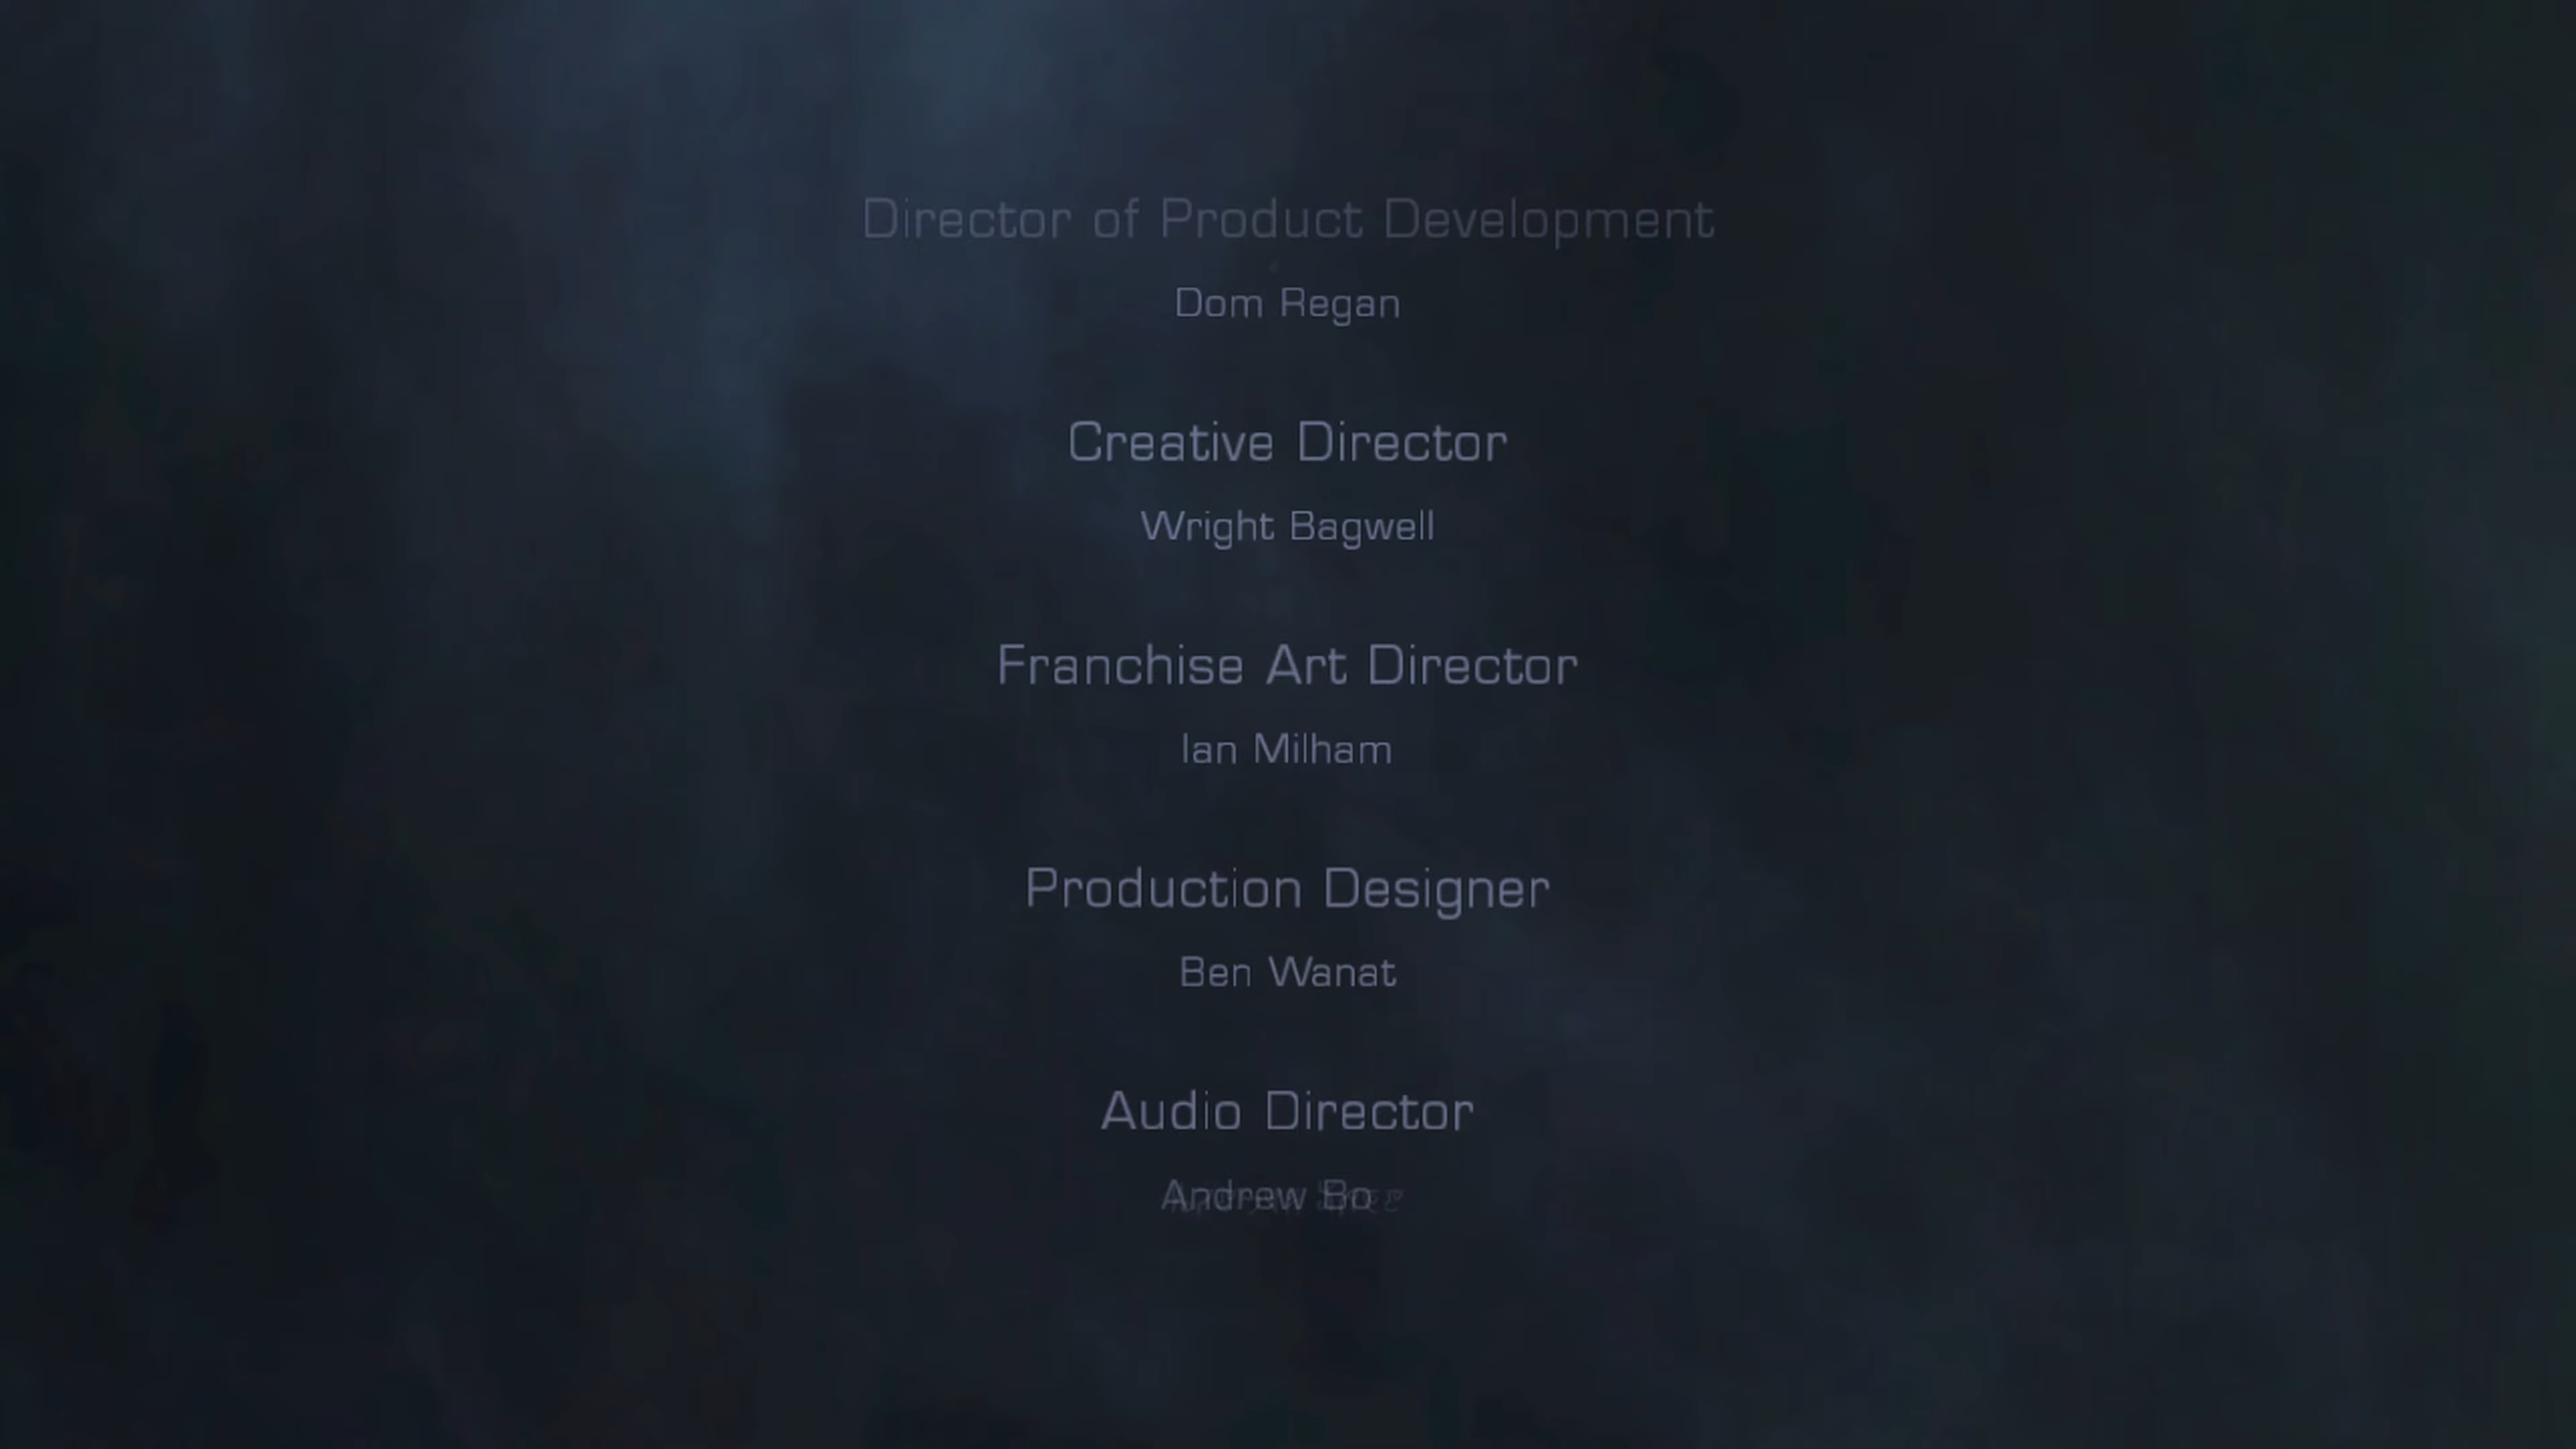 Director of Product Development
Dom Regan
Creative Director
Wright Bagwell
Franchise Art Director
Ian Milham
Production Designer
Ben Wanat
Audio Director
Andrew